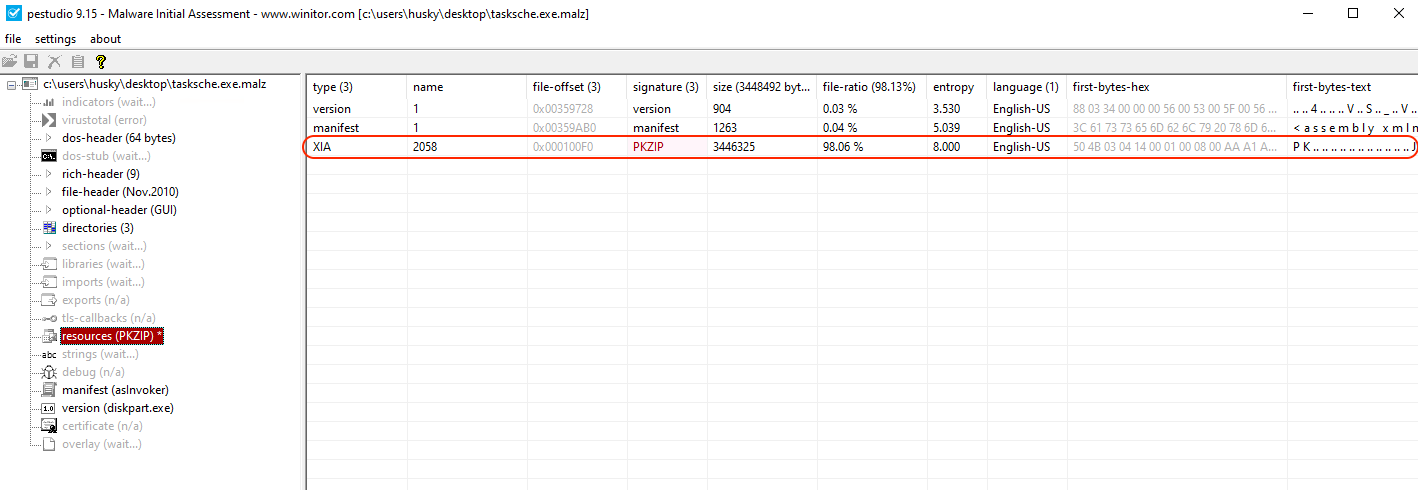 pestudio 9.15 - Malware Initial Assessment - www.winitor.com [c:\users\husky\desktop\tasksche.exe.malz]
file settings about
c:\users\husky\desktop\tasksche.exe.malz
indicators (wait...)
virustotal (error)
dos-header (64 bytes)
dos-stub (wait...)
rich-header (9)
file-header (Nov.2010)
optional-header (GUI)
directories (3)
sections (wait...)
libraries (wait...)
imports (wait...)
exports (n/a)
tls-callbacks (n/a)
resources (PKZIP) *
abc strings (wait...)
debug (n/a)
manifest (asInvoker)
1.0 version (diskpart.exe)
certificate (n/a)
overlay (wait...)
type (3) name file-offset (3) signature (3) size (3448492 byt... file-ratio (98.13%) entropy language (1) first-bytes-hex first-bytes-text
version 1 0x00359728 version 904 0.03 % 3.530 English-US 88 03 34 00 00 00 56 00 53 00 5F 00 56 ... .. .. 4 .. .. .. V .. S .. _ .. V ..
manifest 1 0x00359AB0 manifest 1263 0.04 % 5.039 English-US 3C 61 73 73 65 6D 62 6C 79 20 78 6D 6... < a s s e m b l y x m l n
XIA 2058 0x000100F0 PKZIP 3446325 98.06 % 8.000 English-US 50 4B 03 04 14 00 01 00 08 00 AA A1 A... P K .. .. .. .. .. .. .. .. .. .. .. .. J